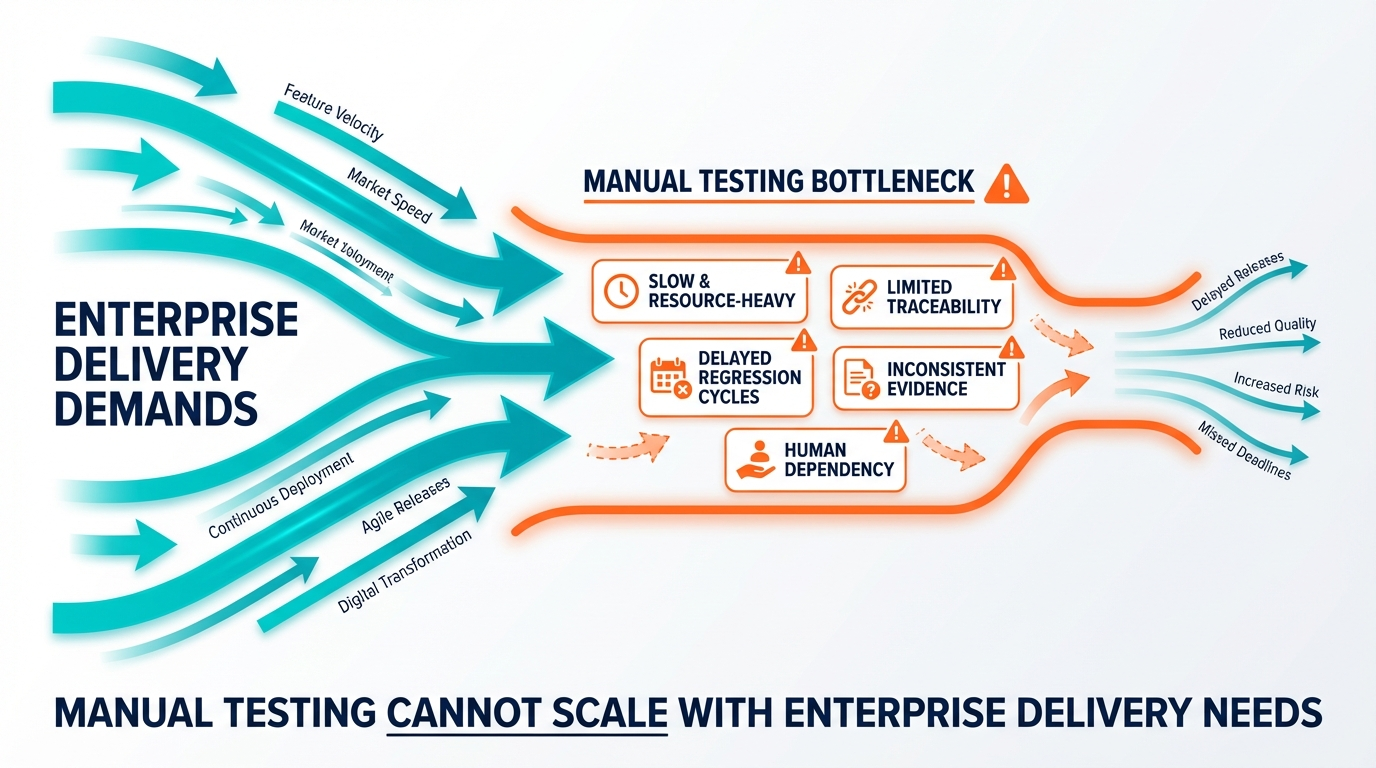 Feature Velocity
Market Speed
Market
ENTERPRISE
DELIVERY
DEMANDS
Continuous Deployment
Agile Releases
Digital Transformation
MANUAL TESTING BOTTLENECK
SLOW &
RESOURCE-HEAVY
LIMITED
TRACEABILITY
DELAYED
REGRESSION
CYCLES
INCONSISTENT
EVIDENCE
HUMAN
DEPENDENCY
Delayed Releases
Reduced Quality
Increased Risk
Missed Deadlines
MANUAL TESTING CANNOT SCALE WITH ENTERPRISE DELIVERY NEEDS